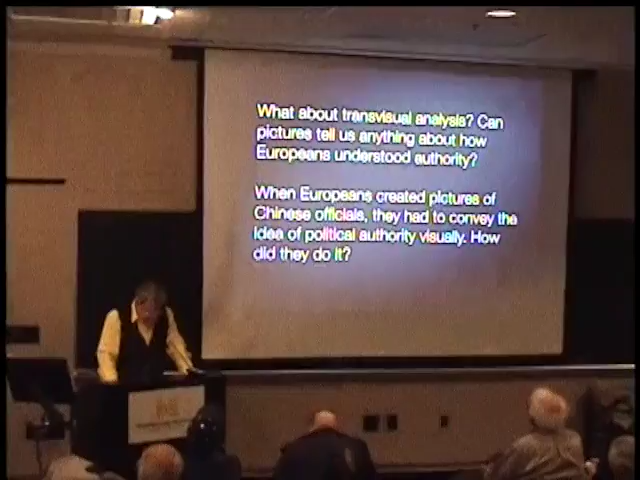 What about transvisual analysis? Can
pictures tell us anything about how
Europeans understood authority?
When Europeans created pictures of
Chinese officials, they had to convey the
idea of political authority visually. How
did they do it?